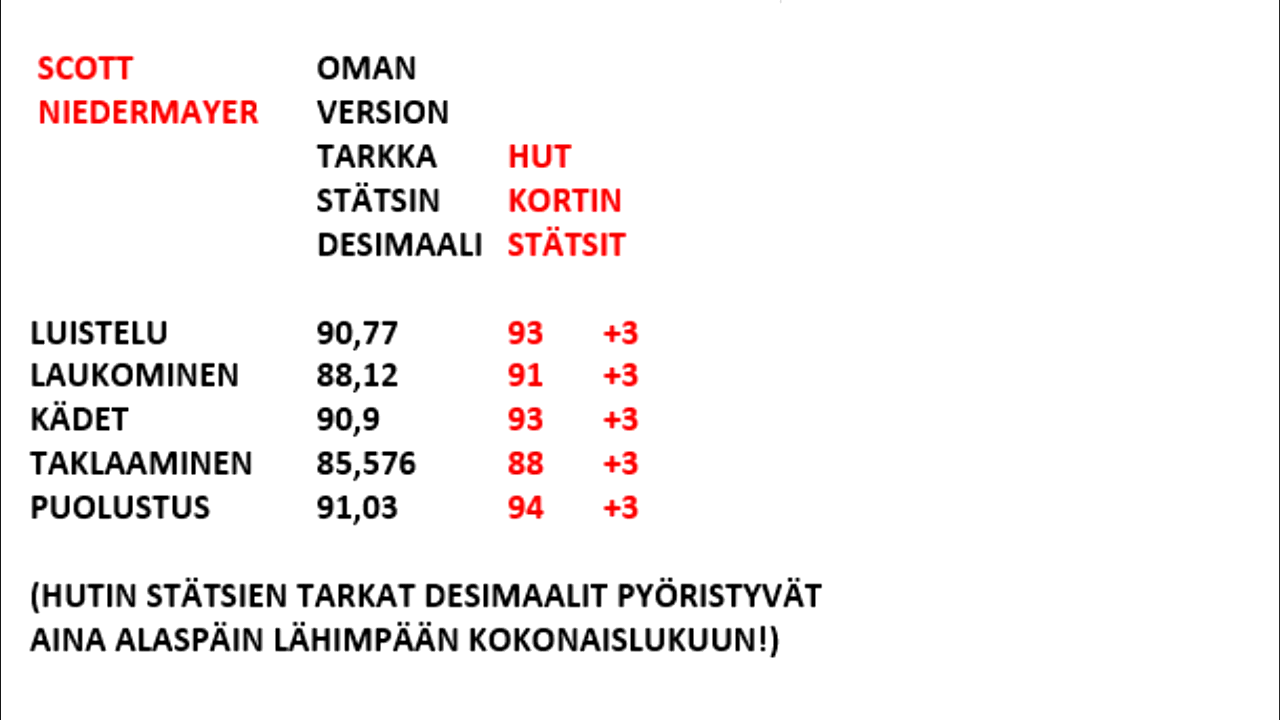 SCOTT OMAN
NIEDERMAYER VERSION
TARKKA HUT
STÄTSIN KORTIN
DESIMAALI STÄTSIT
LUISTELU 90,77 93 +3
LAUKOMINEN 88,12 91 +3
KÄDET 90,9 93 +3
TAKLAAMINEN 85,576 88 +3
PUOLUSTUS 91,03 94 +3
(HUTIN STÄTSIEN TARKAT DESIMAALIT PYÖRISTYVÄT
AINA ALASPÄIN LÄHIMPÄÄN KOKONAISLUKUUN!)